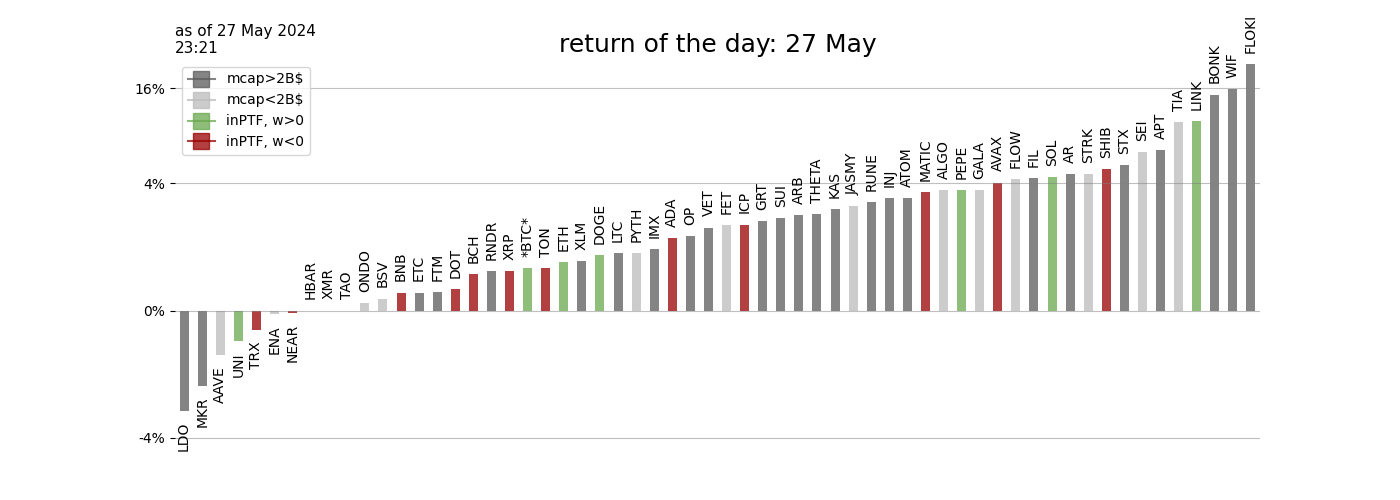 as of 27 May 2024
23:21
return of the day: 27 May
mcap>2B$
mcap<2B$
inPTF, w>0
inPTF, w<0
16%
4%
0%
-4%
LDO
MKR
AAVE
UNI
TRX
ENA
NEAR
HBAR
XMR
TAO
ONDO
BSV
BNB
ETC
FTM
DOT
BCH
RNDR
XRP
*BTC*
TON
ETH
XLM
DOGE
LTC
PYTH
IMX
ADA
OP
VET
FET
ICP
GRT
SUI
ARB
THETA
KAS
JASMY
RUNE
INJ
ATOM
MATIC
ALGO
PEPE
GALA
AVAX
FLOW
FIL
SOL
AR
STRK
SHIB
STX
SEI
APT
TIA
LINK
BONK
WIF
FLOKI